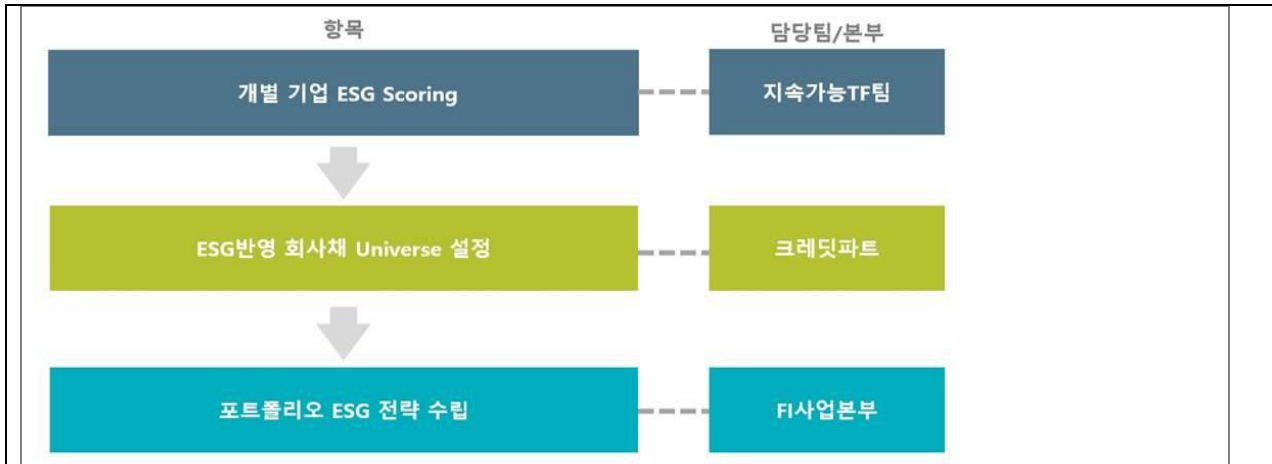 항목
담당팀/본부
개별 기업 ESG Scoring
지속가능TF팀
ESG반영 회사채 Universe 설정
크레딧파트
포트폴리오 ESG 전략 수립
FI사업본부